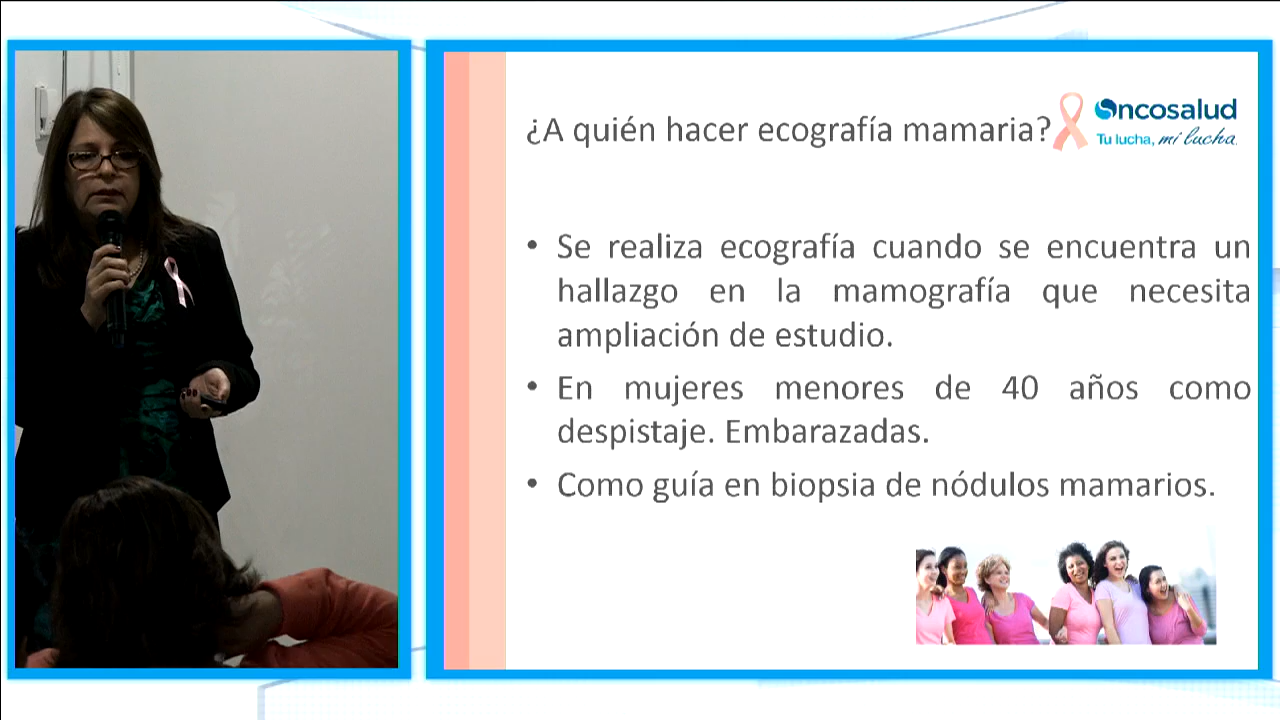 ¿A quién hacer ecografía mamaria?
Oncosalud
Tu lucha, mi lucha.
• Se realiza ecografía cuando se encuentra un
hallazgo en la mamografía que necesita
ampliación de estudio.
• En mujeres menores de 40 años como
despistaje. Embarazadas.
• Como guía en biopsia de nódulos mamarios.